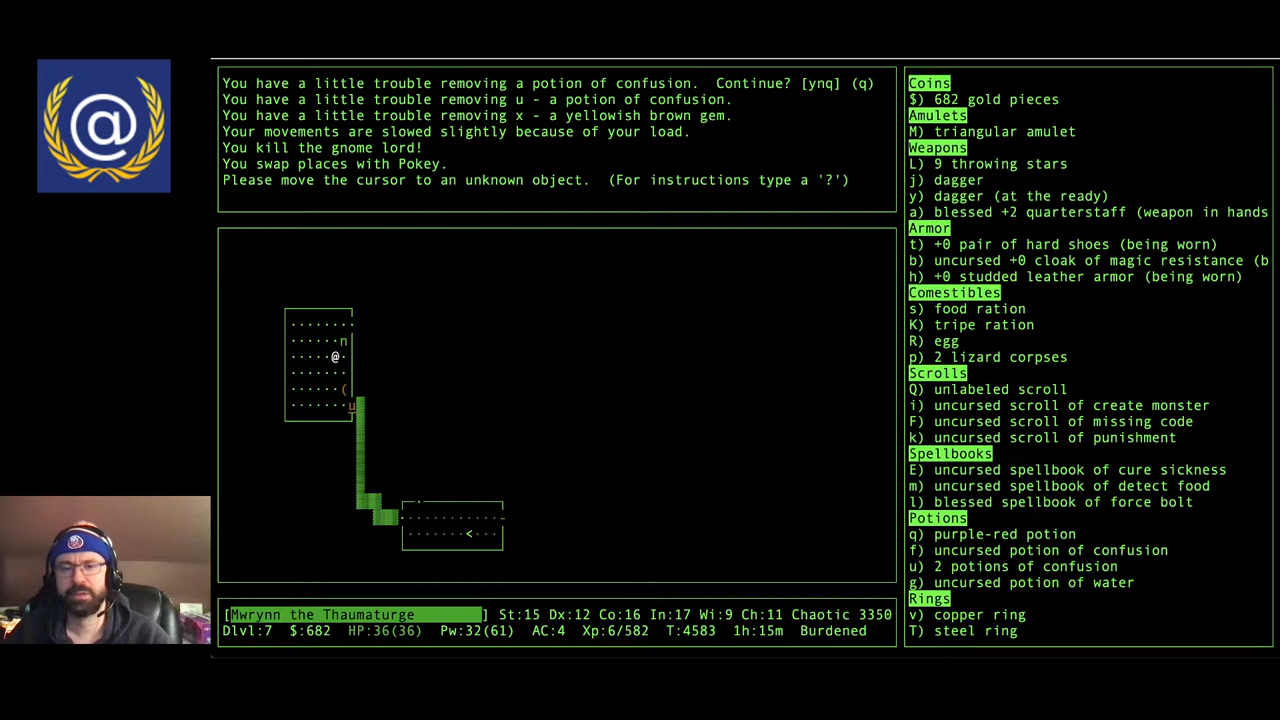 You have a little trouble removing a potion of confusion.  Continue? [ynq] (q)
You have a little trouble removing u - a potion of confusion.
You have a little trouble removing x - a yellowish brown gem.
Your movements are slowed slightly because of your load.
You kill the gnome lord!
You swap places with Pokey.
Please move the cursor to an unknown object.  (For instructions type a '?')
Coins
$) 682 gold pieces
Amulets
M) triangular amulet
Weapons
L) 9 throwing stars
j) dagger
y) dagger (at the ready)
a) blessed +2 quarterstaff (weapon in hands
Armor
t) +0 pair of hard shoes (being worn)
b) uncursed +0 cloak of magic resistance (b
h) +0 studded leather armor (being worn)
Comestibles
s) food ration
K) tripe ration
R) egg
p) 2 lizard corpses
Scrolls
Q) unlabeled scroll
i) uncursed scroll of create monster
F) uncursed scroll of missing code
k) uncursed scroll of punishment
Spellbooks
E) uncursed spellbook of cure sickness
m) uncursed spellbook of detect food
l) blessed spellbook of force bolt
Potions
q) purple-red potion
f) uncursed potion of confusion
u) 2 potions of confusion
g) uncursed potion of water
Rings
v) copper ring
T) steel ring
@
n
@
(
u
<
[Mwrynn the Thaumaturge] St:15 Dx:12 Co:16 In:17 Wi:9 Ch:11 Chaotic 3350
Dlvl:7 $:682 HP:36(36) Pw:32(61) AC:4 Xp:6/582 T:4583 1h:15m Burdened